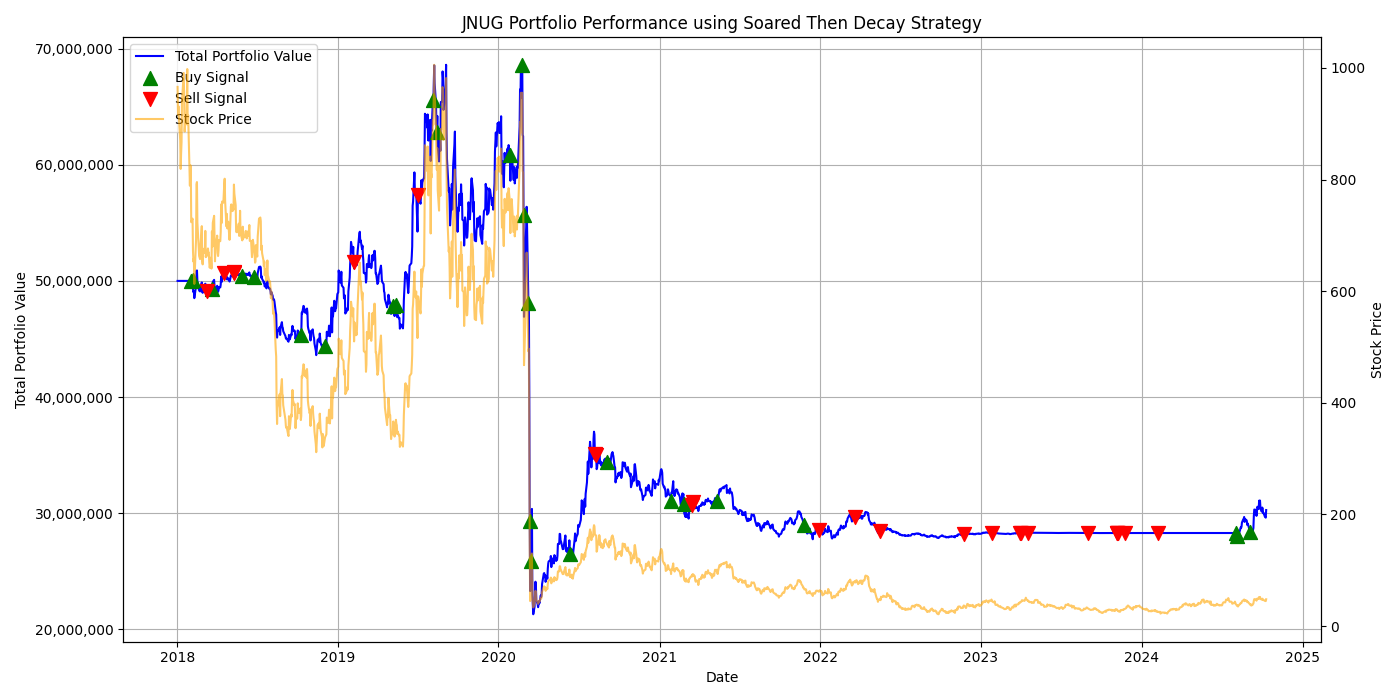 JNUG Portfolio Performance using Soared Then Decay Strategy
Total Portfolio Value
Buy Signal
Sell Signal
Stock Price
70,000,000
60,000,000
50,000,000
40,000,000
30,000,000
20,000,000
Total Portfolio Value
1000
800
600
400
200
0
Stock Price
2018 2019 2020 2021 2022 2023 2024 2025
Date